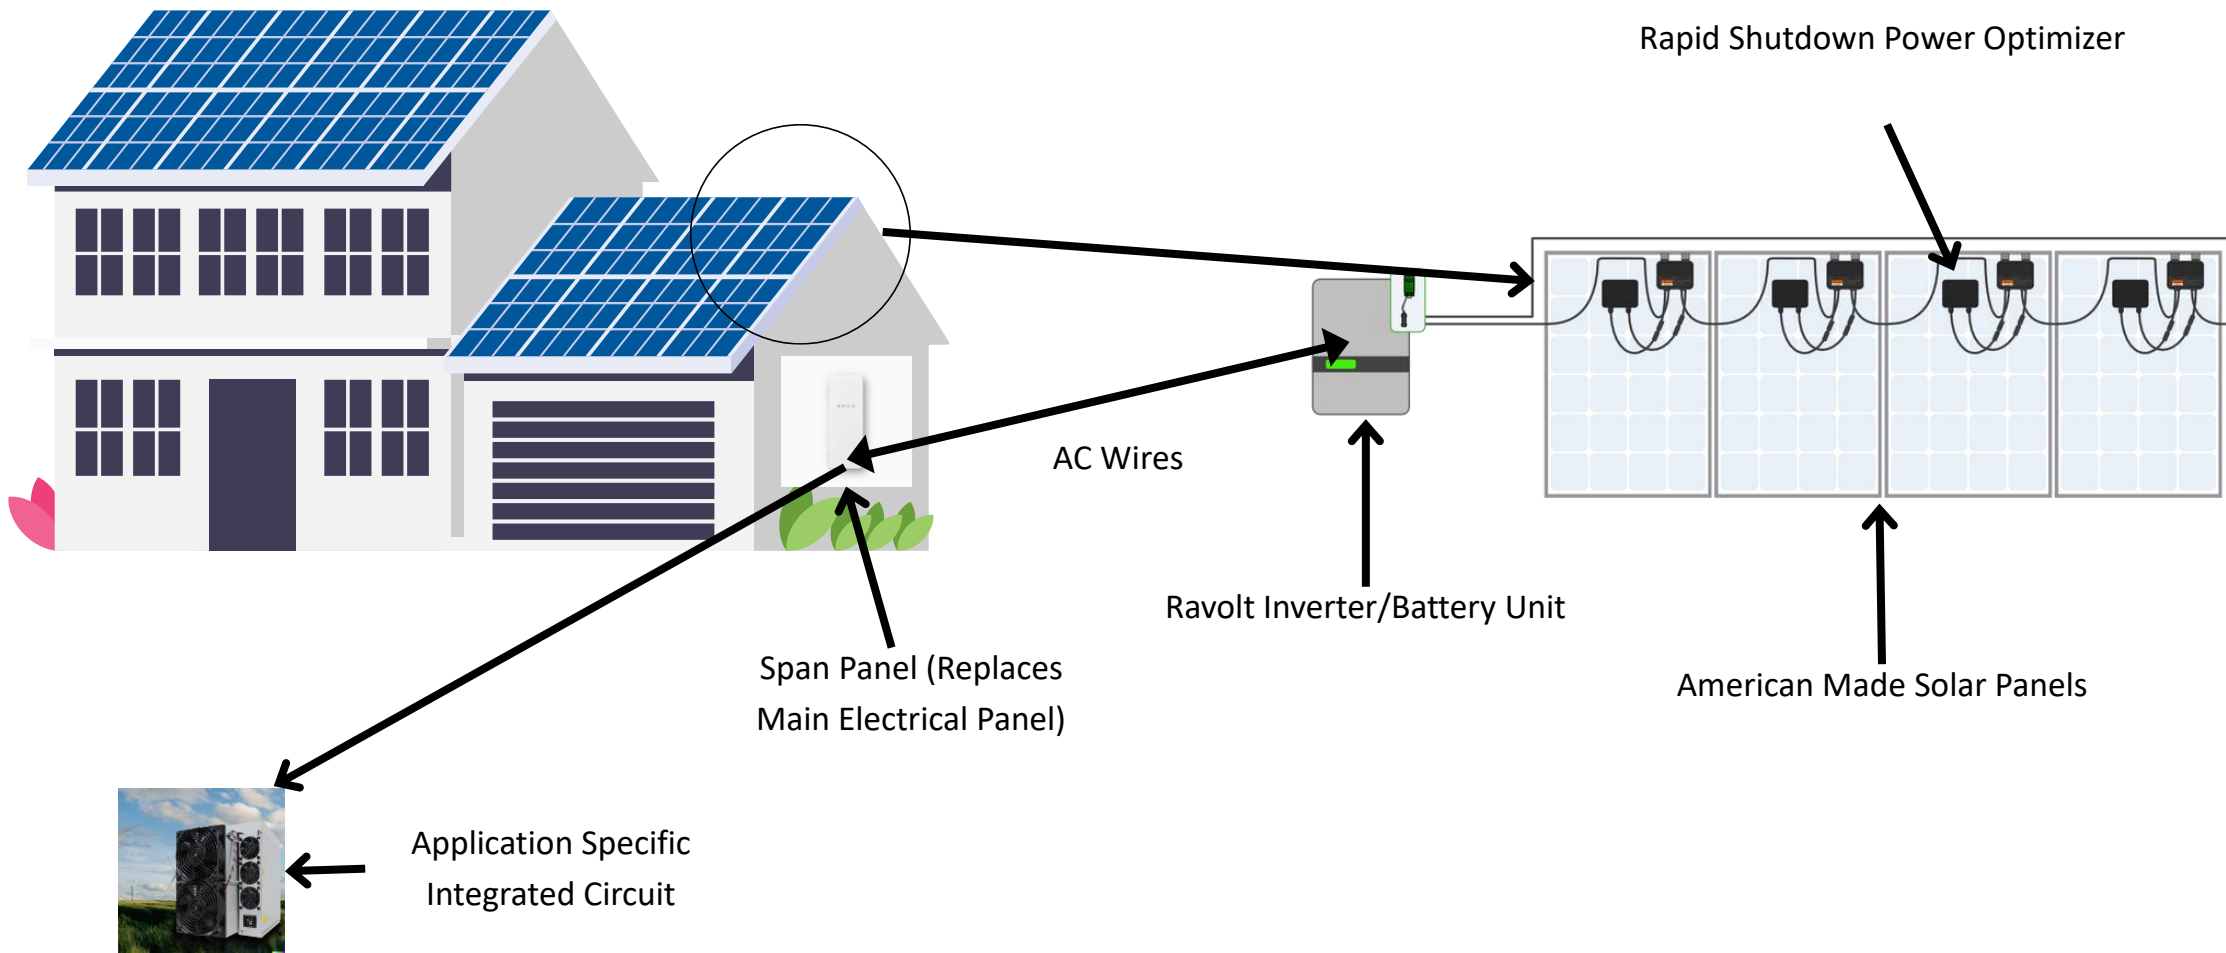 Rapid Shutdown Power Optimizer
SPAN
AC Wires
Ravolt Inverter/Battery Unit
Span Panel (Replaces
Main Electrical Panel)
American Made Solar Panels
Application Specific
Integrated Circuit